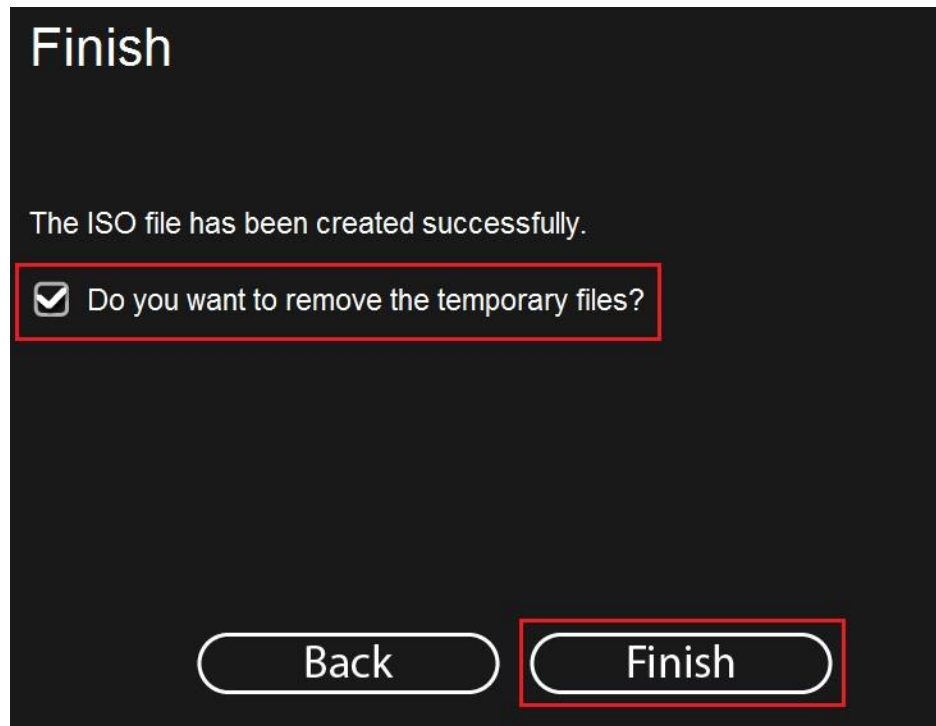 Finish
The ISO file has been created successfully.
Do you want to remove the temporary files?
Back
Finish